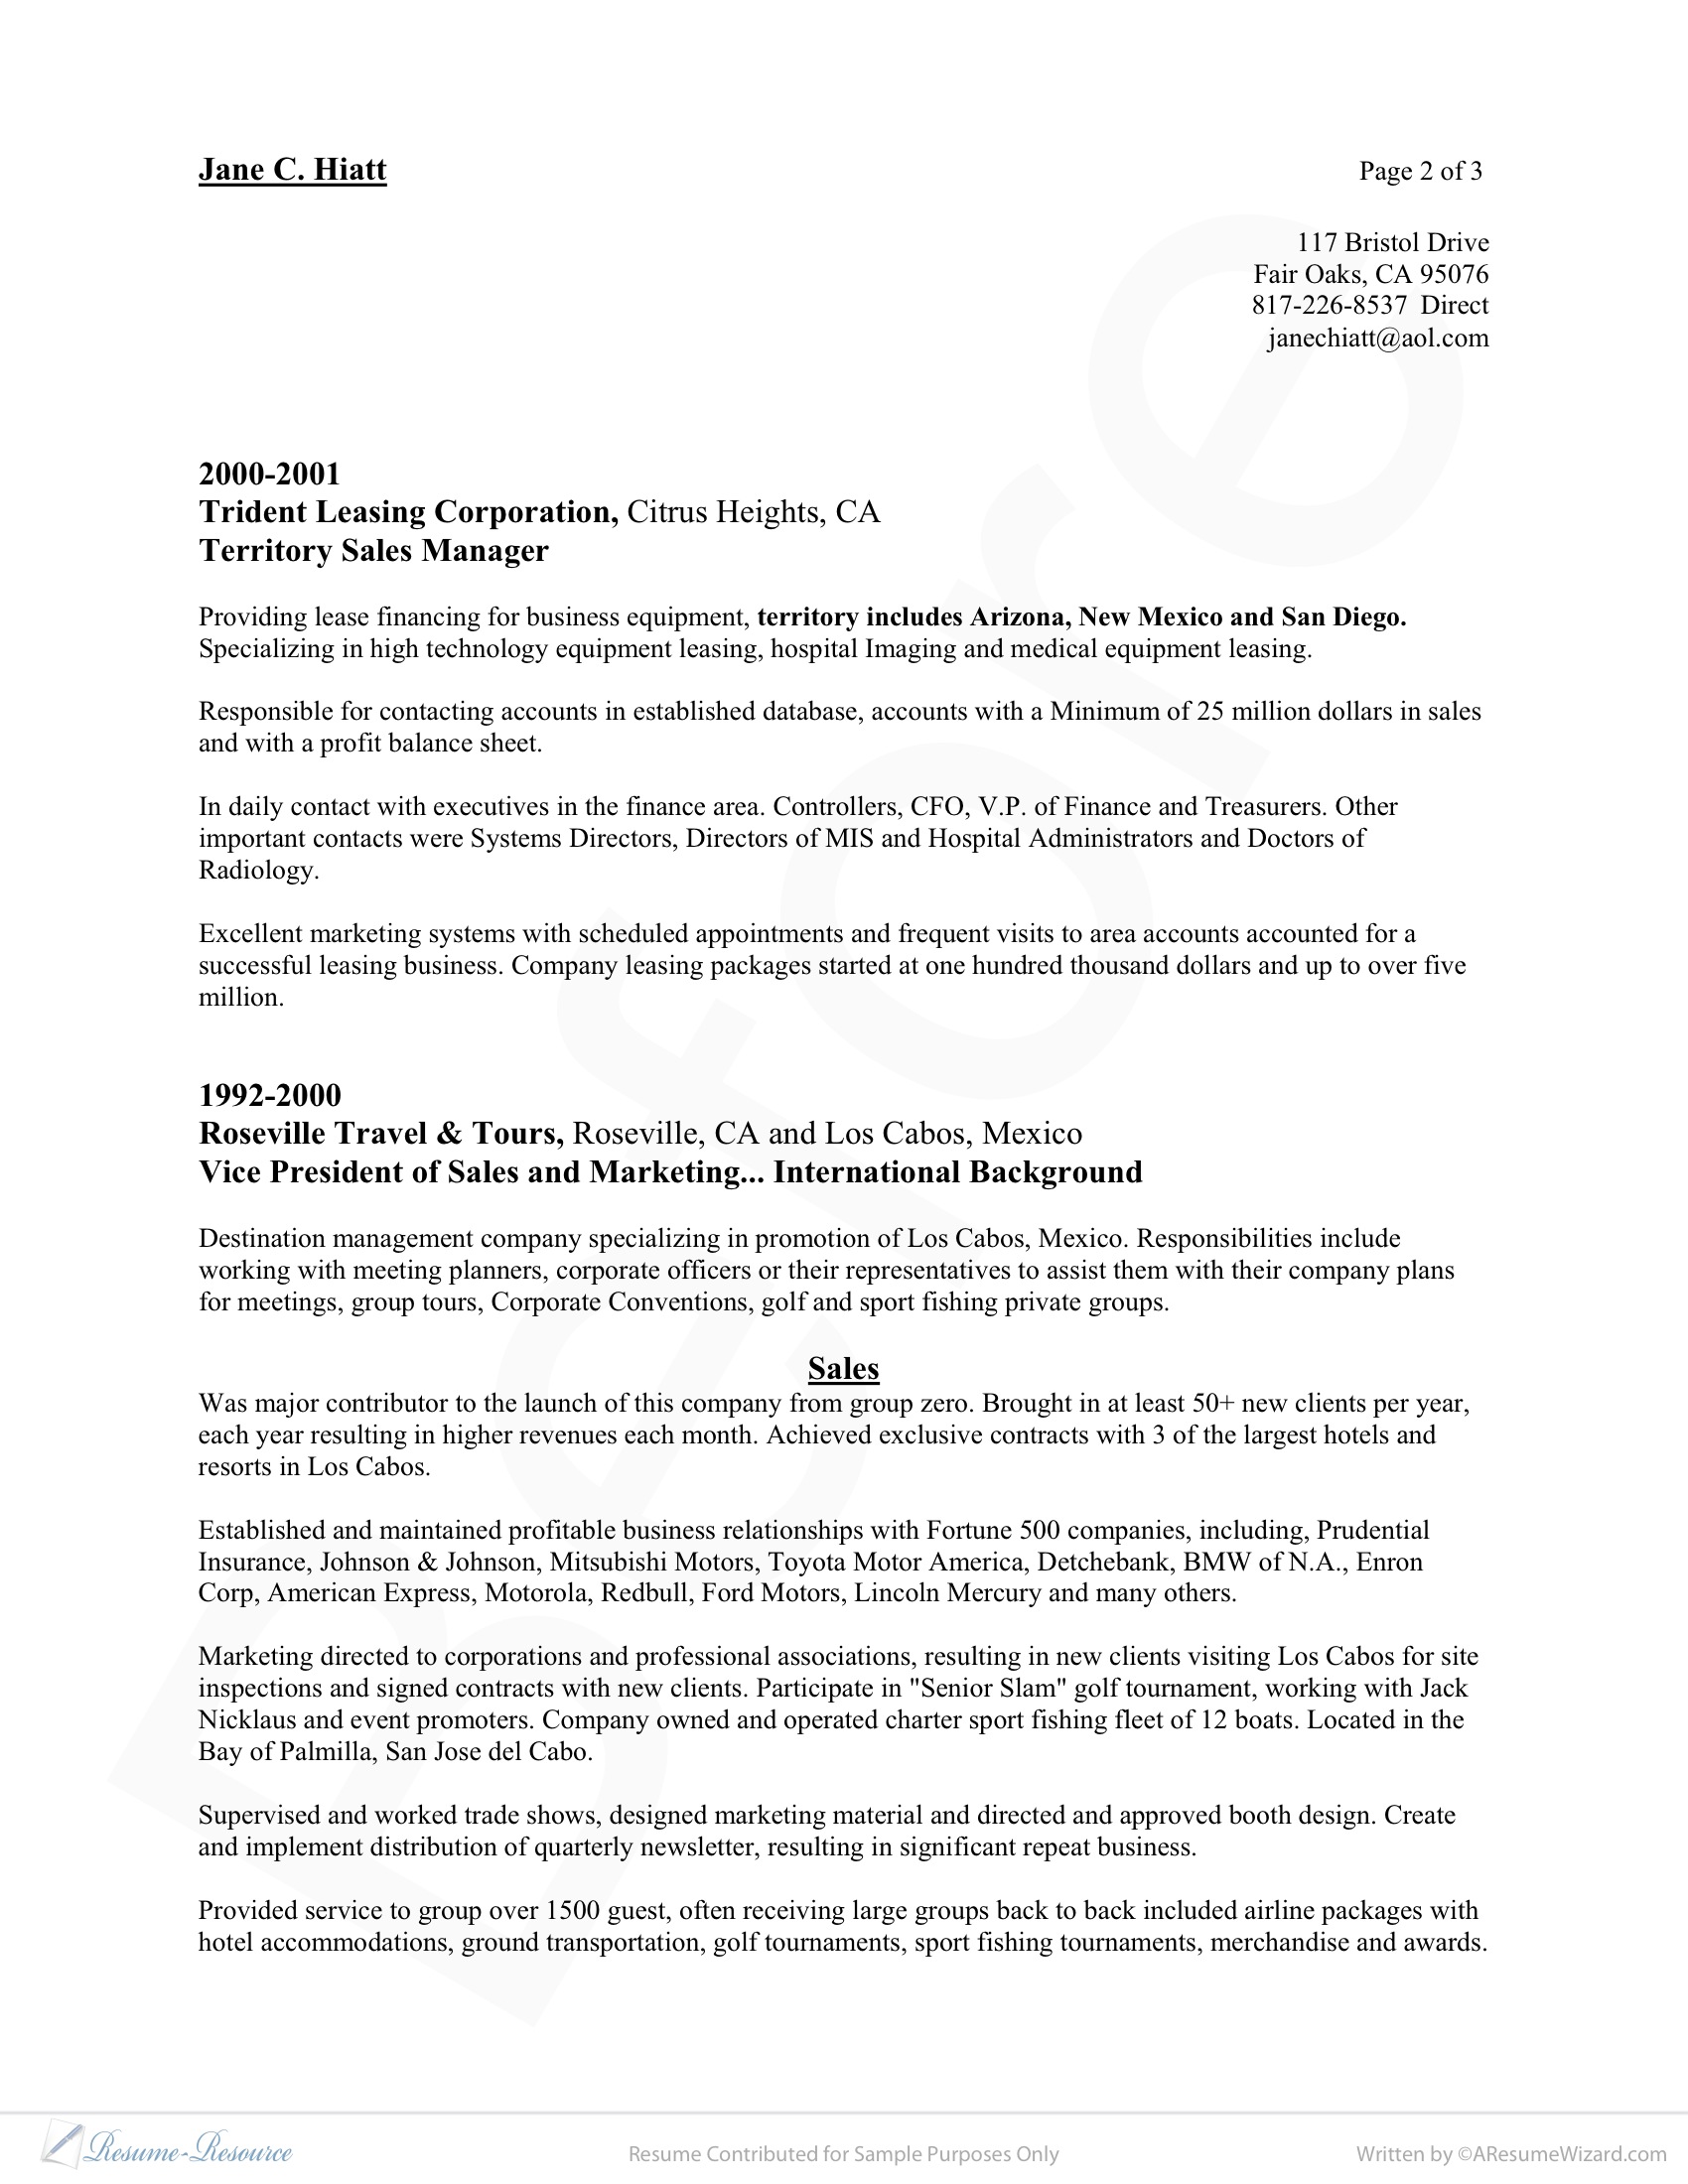 Jane C. Hiatt
Page 2 of 3
117 Bristol Drive
Fair Oaks, CA 95076
817-226-8537 Direct
janechiatt@aol.com
2000-2001
Trident Leasing Corporation, Citrus Heights, CA
Territory Sales Manager
Providing lease financing for business equipment, territory includes Arizona, New Mexico and San Diego.
Specializing in high technology equipment leasing, hospital Imaging and medical equipment leasing.
Responsible for contacting accounts in established database, accounts with a Minimum of 25 million dollars in sales
and with a profit balance sheet.
In daily contact with executives in the finance area. Controllers, CFO, V.P. of Finance and Treasurers. Other
important contacts were Systems Directors, Directors of MIS and Hospital Administrators and Doctors of
Radiology.
Excellent marketing systems with scheduled appointments and frequent visits to area accounts accounted for a
successful leasing business. Company leasing packages started at one hundred thousand dollars and up to over five
million.
1992-2000
Roseville Travel & Tours, Roseville, CA and Los Cabos, Mexico
Vice President of Sales and Marketing... International Background
Destination management company specializing in promotion of Los Cabos, Mexico. Responsibilities include
working with meeting planners, corporate officers or their representatives to assist them with their company plans
for meetings, group tours, Corporate Conventions, golf and sport fishing private groups.
Sales
Was major contributor to the launch of this company from group zero. Brought in at least 50+ new clients per year,
each year resulting in higher revenues each month. Achieved exclusive contracts with 3 of the largest hotels and
resorts in Los Cabos.
Established and maintained profitable business relationships with Fortune 500 companies, including, Prudential
Insurance, Johnson & Johnson, Mitsubishi Motors, Toyota Motor America, Detchebank, BMW of N.A., Enron
Corp, American Express, Motorola, Redbull, Ford Motors, Lincoln Mercury and many others.
Marketing directed to corporations and professional associations, resulting in new clients visiting Los Cabos for site
inspections and signed contracts with new clients. Participate in "Senior Slam" golf tournament, working with Jack
Nicklaus and event promoters. Company owned and operated charter sport fishing fleet of 12 boats. Located in the
Bay of Palmilla, San Jose del Cabo.
Supervised and worked trade shows, designed marketing material and directed and approved booth design. Create
and implement distribution of quarterly newsletter, resulting in significant repeat business.
Provided service to group over 1500 guest, often receiving large groups back to back included airline packages with
hotel accommodations, ground transportation, golf tournaments, sport fishing tournaments, merchandise and awards.
Before
Resume-Resource
Resume Contributed for Sample Purposes Only
Written by ©AResumeWizard.com